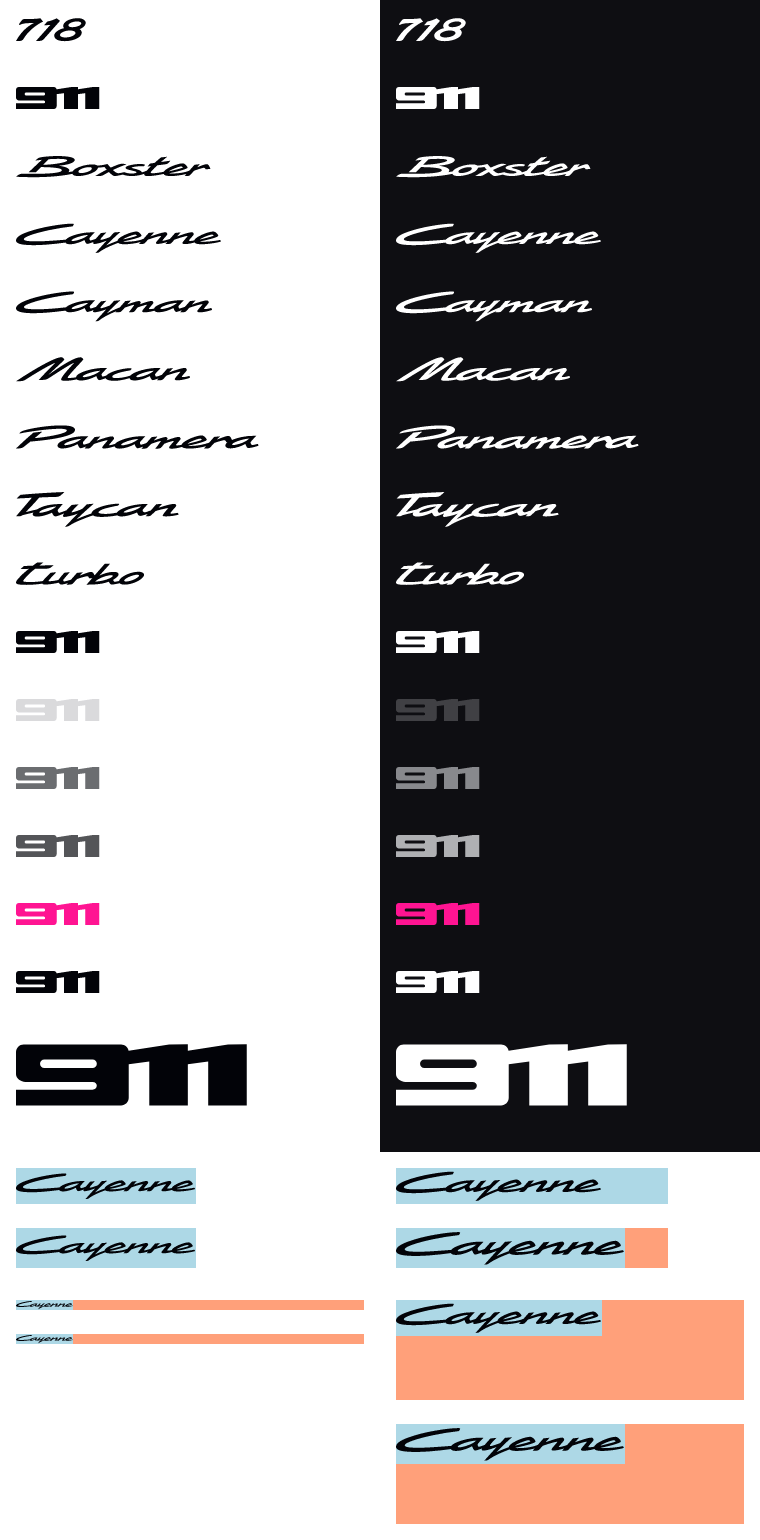 718 718
911 911
Boxster Boxster
Cayenne Cayenne
Cayman Cayman
Macan Macan
Panamera Panamera
Taycan Taycan
turbo turbo
911 911
911 911
911 911
911 911
911 911
911 911
911 911
Cayenne Cayenne
Cayenne Cayenne
Cayenne Cayenne
Cayenne
Cayenne